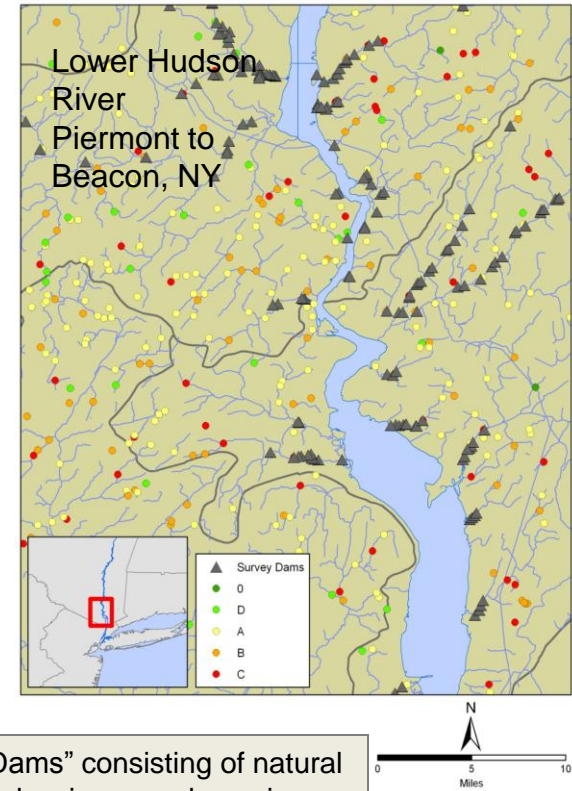 Lower Hudson
River
Piermont to
Beacon, NY
Survey Dams
0
D
A
B
C
N
0 5 10
Miles
Dams” consisting of natural